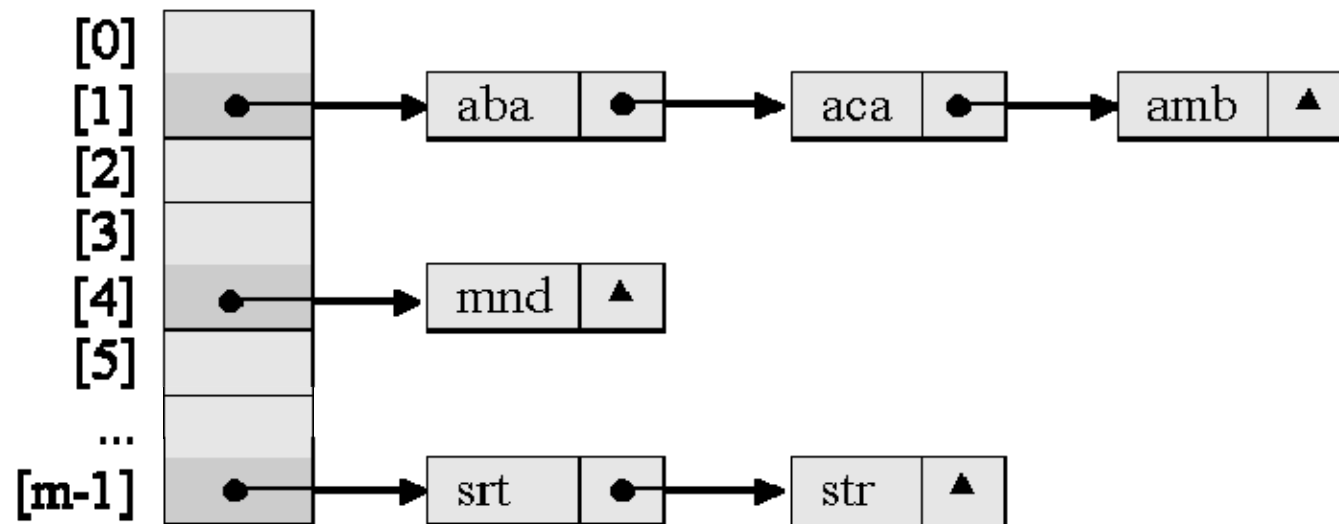 [0]
[1] aba aca amb
[2]
[3]
[4] mnd
[5]
...
[m-1] srt str